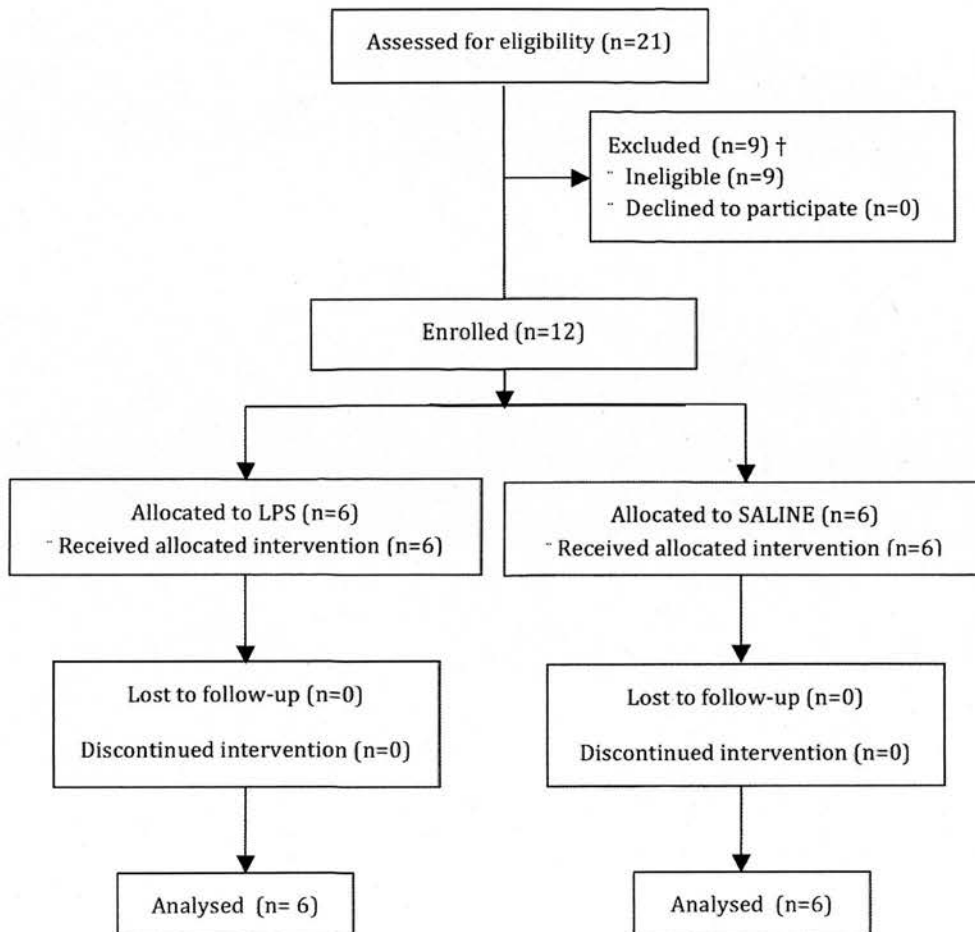 Assessed for eligibility (n=21)
Excluded (n=9) †
¨ Ineligible (n=9)
¨ Declined to participate (n=0)
Enrolled (n=12)
Allocated to LPS (n=6)
¨ Received allocated intervention (n=6)
Allocated to SALINE (n=6)
¨ Received allocated intervention (n=6)
Lost to follow-up (n=0)
Discontinued intervention (n=0)
Lost to follow-up (n=0)
Discontinued intervention (n=0)
Analysed (n= 6)
Analysed (n=6)